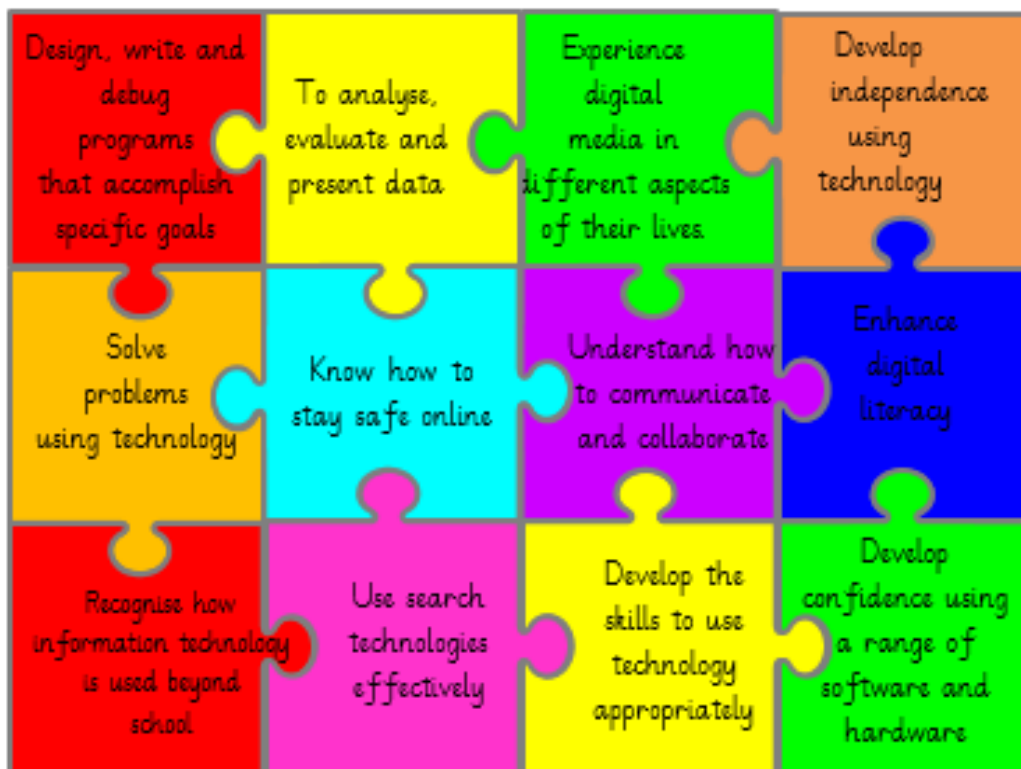 Design, write and
debug
programs
that accomplish
specific goals
To analyse,
evaluate and
present data
Experience
digital
media in
different aspects
of their lives.
Develop
independence
using
technology
Solve
problems
using technology
Know how to
stay safe online
Understand how
to communicate
and collaborate
Enhance
digital
literacy
Recognise how
information technology
is used beyond
school
Use search
technologies
effectively
Develop the
skills to use
technology
appropriately
Develop
confidence using
a range of
software and
hardware